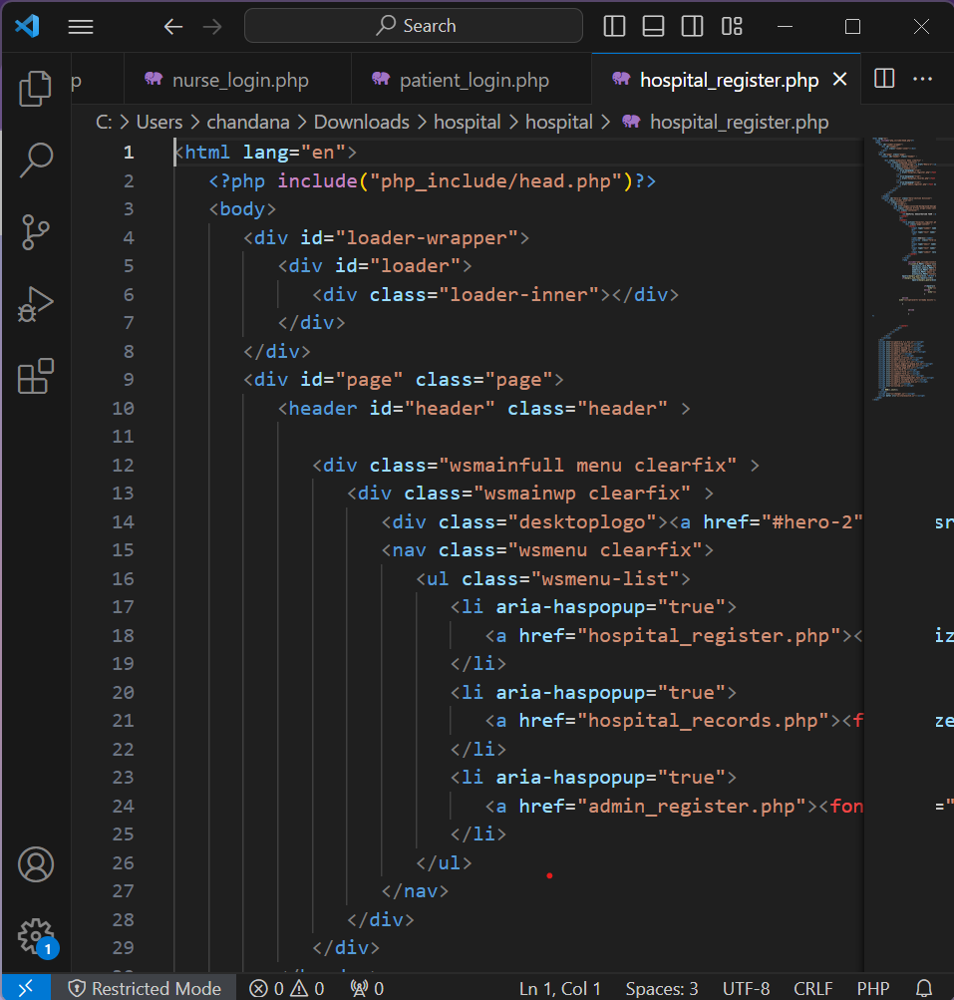 Search
p
nurse_login.php
patient_login.php
hospital_register.php
C: > Users > chandana > Downloads > hospital > hospital > hospital_register.php
1 <html lang="en">
2 <?php include("php_include/head.php")?>
3 <body>
4 <div id="loader-wrapper">
5 <div id="loader">
6 <div class="loader-inner"></div>
7 </div>
8 </div>
9 <div id="page" class="page">
10 <header id="header" class="header" >
11
12 <div class="wsmainfull menu clearfix" >
13 <div class="wsmainwp clearfix" >
14 <div class="desktoplogo"><a href="#hero-2" sr
15 <nav class="wsmenu clearfix">
16 <ul class="wsmenu-list">
17 <li aria-haspopup="true">
18 <a href="hospital_register.php">< iz
19 </li>
20 <li aria-haspopup="true">
21 <a href="hospital_records.php"><f ze
22 </li>
23 <li aria-haspopup="true">
24 <a href="admin_register.php"><fon ="
25 </li>
26 </ul>
27 </nav>
28 </div>
29 </div>
1
Restricted Mode 0 0 0 Ln 1, Col 1 Spaces: 3 UTF-8 CRLF PHP